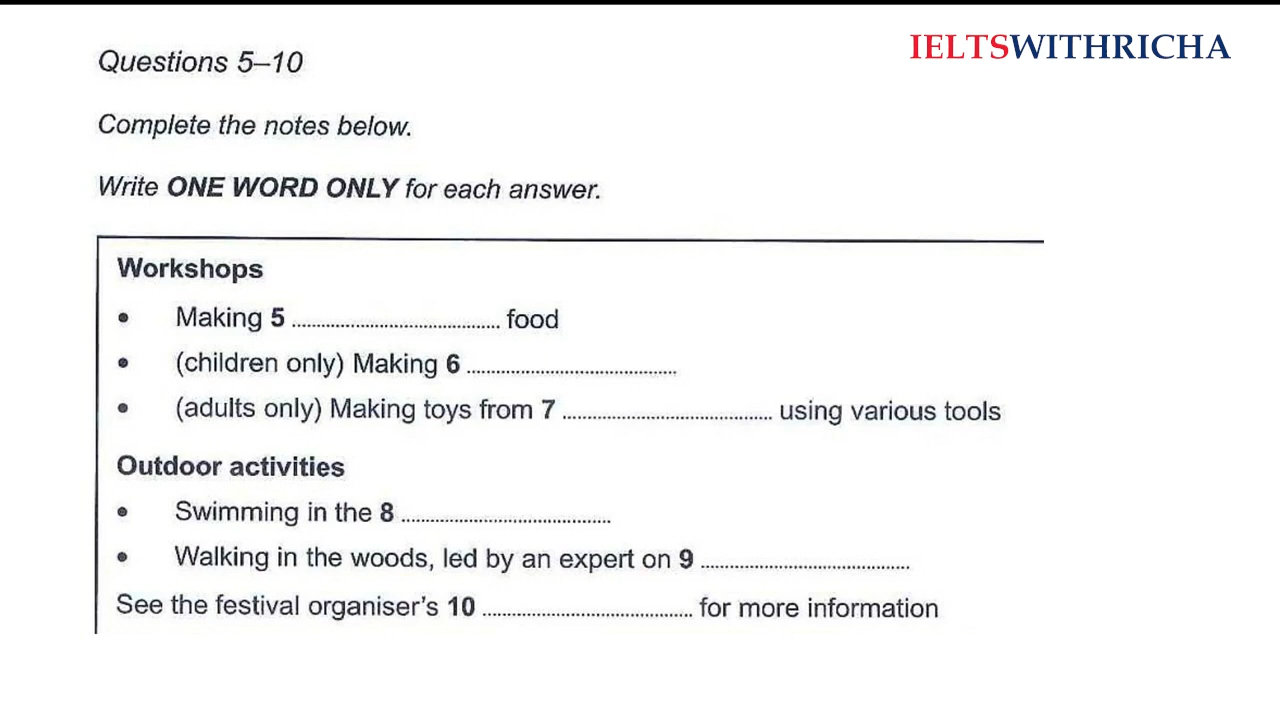 IELTSWITHRICHA
Questions 5–10
Complete the notes below.
Write ONE WORD ONLY for each answer.
Workshops
• Making 5 .......................................... food
• (children only) Making 6 ..........................................
• (adults only) Making toys from 7 .......................................... using various tools
Outdoor activities
• Swimming in the 8 ..........................................
• Walking in the woods, led by an expert on 9 ..........................................
See the festival organiser's 10 .......................................... for more information